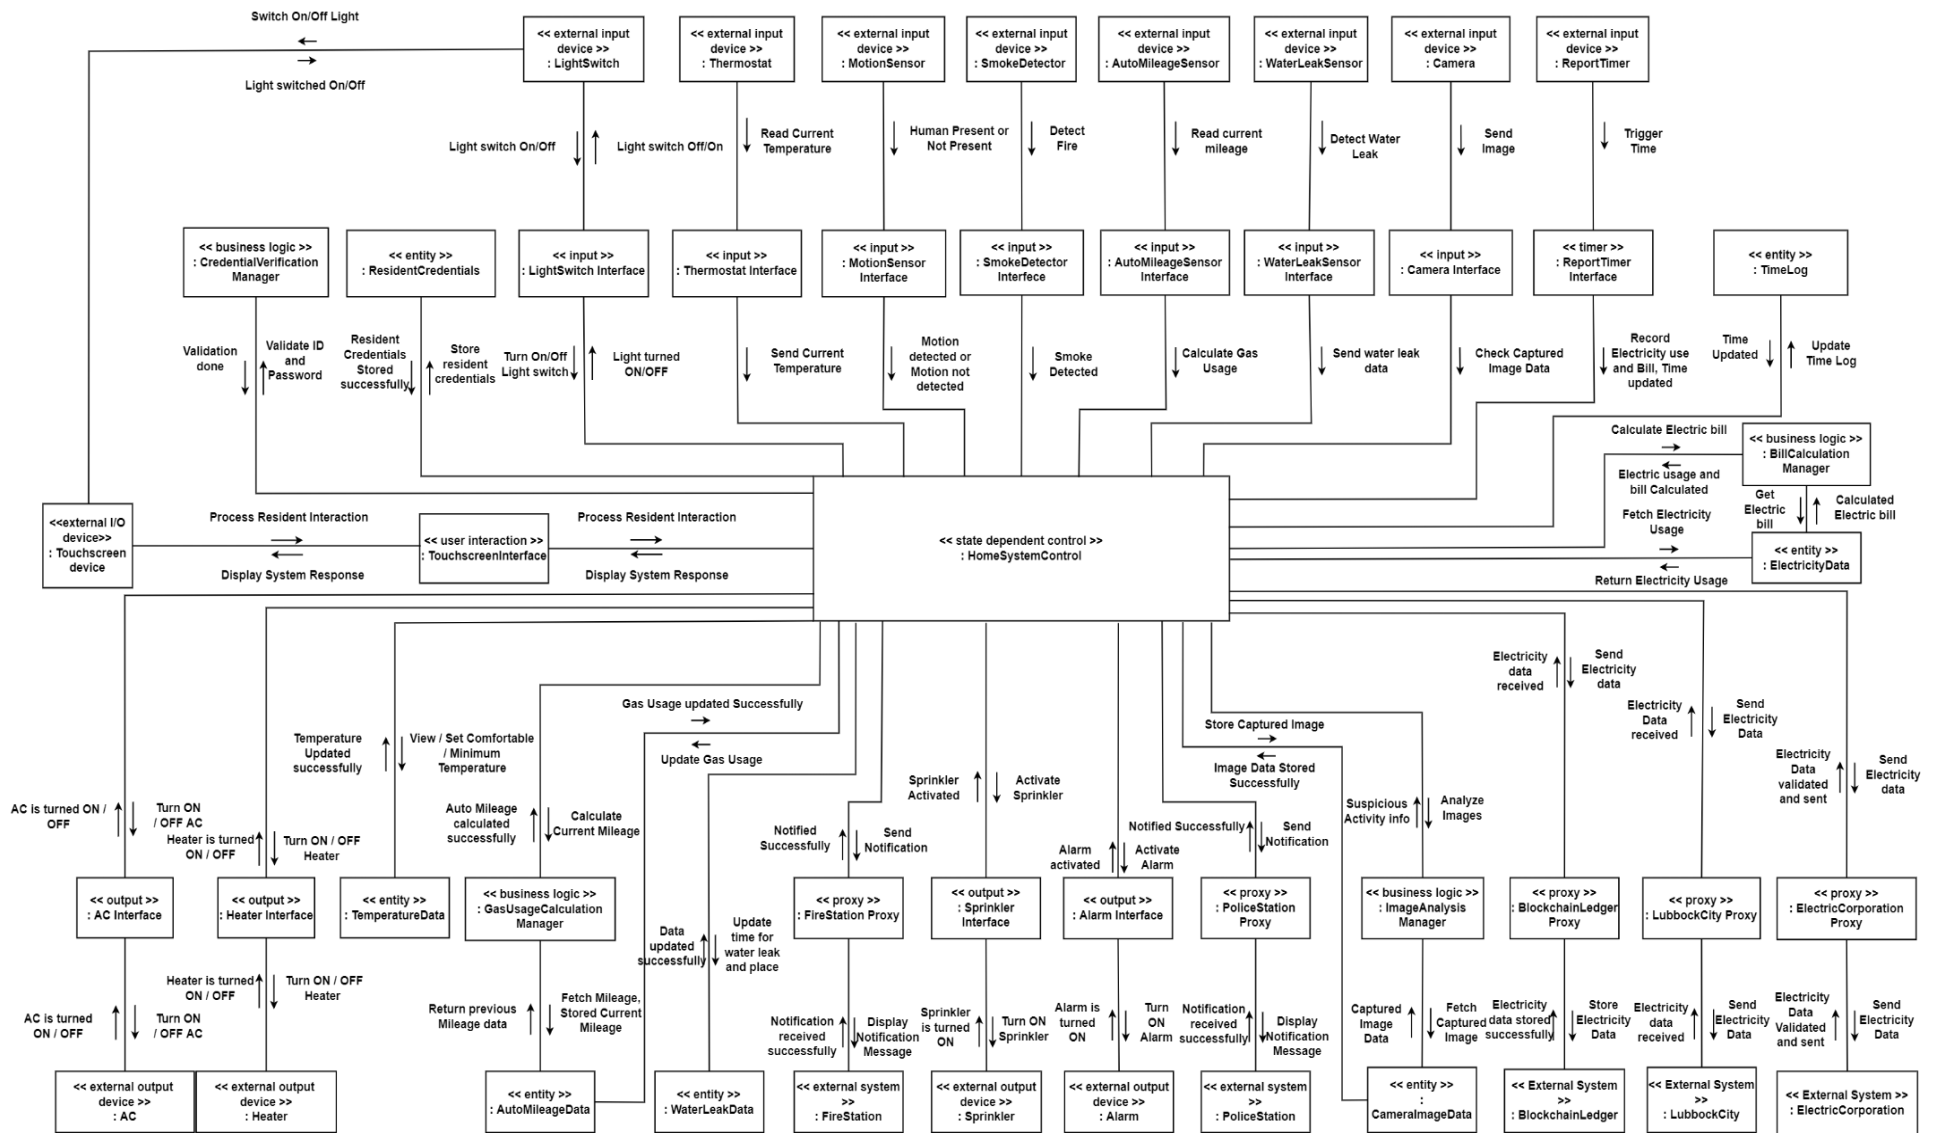 Switch On/Off Light
Light switched On/Off
<< external input
device >>
: LightSwitch
<< external input
device >>
: Thermostat
<< external input
device >>
: MotionSensor
<< external input
device >>
: SmokeDetector
<< external input
device >>
: AutoMileageSensor
<< external input
device >>
: WaterLeakSensor
<< external input
device >>
: Camera
<< external input
device >>
: ReportTimer
Light switch On/Off
Light switch Off/On
Read Current
Temperature
Human Present or
Not Present
Detect
Fire
Read current
mileage
Detect Water
Leak
Send
Image
Trigger
Time
<< business logic >>
: CredentialVerification
Manager
<< entity >>
: ResidentCredentials
<< input >>
: LightSwitch Interface
<< input >>
: Thermostat Interface
<< input >>
: MotionSensor
Interface
<< input >>
: SmokeDetector
Interfece
<< input >>
: AutoMileageSensor
Interface
<< input >>
: WaterLeakSensor
Interface
<< input >>
: Camera Interface
<< timer >>
: ReportTimer
Interface
<< entity >>
: TimeLog
Validation
done
Validate ID
and
Password
Resident
Credentials
Stored
successfully
Store
resident
credentials
Turn On/Off
Light switch
Light turned
ON/OFF
Send Current
Temperature
Motion
detected or
Motion not
detected
Smoke
Detected
Calculate Gas
Usage
Send water leak
data
Check Captured
Image Data
Record
Electricity use
and Bill, Time
updated
Time
Updated
Update
Time Log
Calculate Electric bill
Electric usage and
bill Calculated
<< business logic >>
: BillCalculation
Manager
Get
Electric
bill
Calculated
Electric bill
Fetch Electricity
Usage
Return Electricity Usage
<< entity >>
: ElectricityData
<<external I/O
device>>
: Touchscreen
device
Process Resident Interaction
Display System Response
<< user interaction >>
: TouchscreenInterface
Process Resident Interaction
Display System Response
<< state dependent control >>
: HomeSystemControl
AC is turned ON /
OFF
Turn ON
/ OFF AC
Heater is turned
ON / OFF
Turn ON / OFF
Heater
Temperature
Updated
successfully
View / Set Comfortable
/ Minimum
Temperature
Auto Mileage
calculated
successfully
Calculate
Current Mileage
Gas Usage updated Successfully
Update Gas Usage
Notified
Successfully
Send
Notification
Sprinkler
Activated
Activate
Sprinkler
Alarm
activated
Activate
Alarm
Notified Successfully
Send
Notification
Store Captured Image
Image Data Stored
Successfully
Suspicious
Activity info
Analyze
Images
Electricity
data
received
Send
Electricity
data
Electricity
Data
received
Send
Electricity
Data
Electricity
Data
validated
and sent
Send
Electricity
data
<< output >>
: AC Interface
<< output >>
: Heater Interface
<< entity >>
: TemperatureData
<< business logic >>
: GasUsageCalculation
Manager
<< proxy >>
: FireStation Proxy
<< output >>
: Sprinkler
Interface
<< output >>
: Alarm Interface
<< proxy >>
: PoliceStation
Proxy
<< business logic >>
: ImageAnalysis
Manager
<< proxy >>
: BlockchainLedger
Proxy
<< proxy >>
: LubbockCity Proxy
<< proxy >>
: ElectricCorporation
Proxy
AC is turned
ON / OFF
Turn ON
/ OFF AC
Heater is turned
ON / OFF
Turn ON / OFF
Heater
Return previous
Mileage data
Fetch Mileage,
Stored Current
Mileage
Data
updated
successfully
Update
time for
water leak
and place
Notification
received
successfully
Display
Notification
Message
Sprinkler
is turned
ON
Turn ON
Sprinkler
Alarm is
turned
ON
Turn
ON
Alarm
Notification
received
successfully
Display
Notification
Message
Captured
Image
Data
Fetch
Captured
Image
Electricity
data stored
successfully
Store
Electricity
Data
Electricity
data
received
Send
Electricity
Data
Electricity
Data
Validated
and sent
Send
Electricity
Data
<< external output
device >>
: AC
<< external output
device >>
: Heater
<< entity >>
: AutoMileageData
<< entity >>
: WaterLeakData
<< external system >>
: FireStation
<< external output
device >>
: Sprinkler
<< external output
device >>
: Alarm
<< external system >>
: PoliceStation
<< entity >>
:
CameraImageData
<< External System
>>
: BlockchainLedger
<< External System
>>
: LubbockCity
<< External System >>
: ElectricCorporation